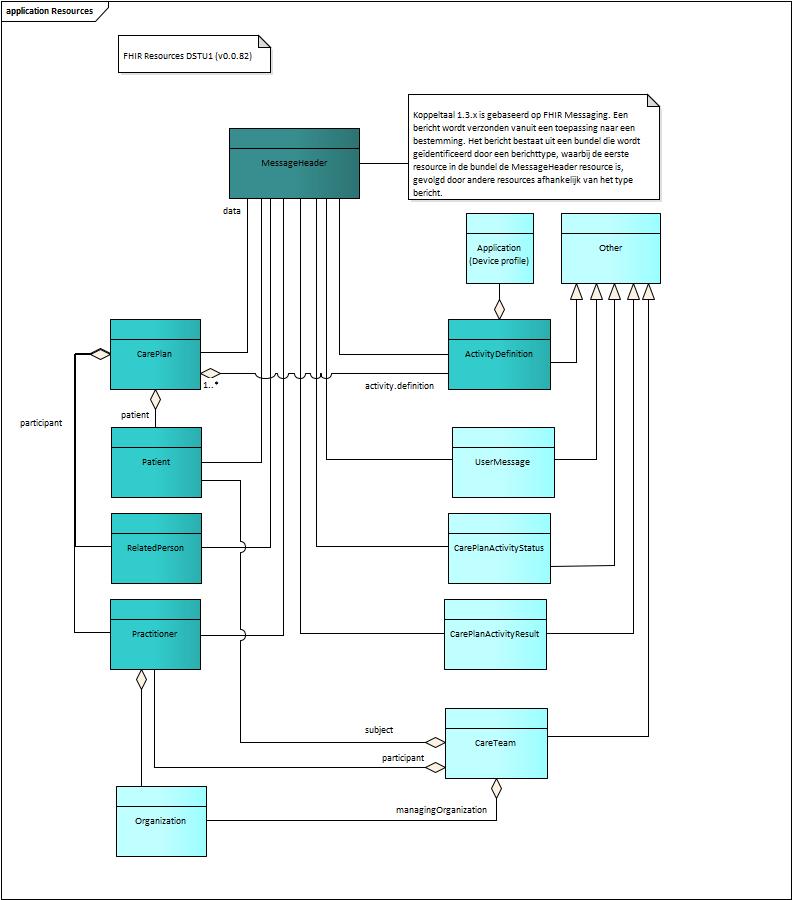 application Resources
FHIR Resources DSTU1 (v0.0.82)
Koppeltaal 1.3.x is gebaseerd op FHIR Messaging. Een
bericht wordt verzonden vanuit een toepassing naar een
bestemming. Het bericht bestaat uit een bundel die wordt
geïdentificeerd door een berichttype, waarbij de eerste
resource in de bundel de MessageHeader resource is,
gevolgd door andere resources afhankelijk van het type
bericht.
MessageHeader
data
Application
(Device profile)
Other
CarePlan
ActivityDefinition
1..*
activity.definition
patient
participant
Patient
UserMessage
RelatedPerson
CarePlanActivityStatus
Practitioner
CarePlanActivityResult
subject
CareTeam
participant
managingOrganization
Organization